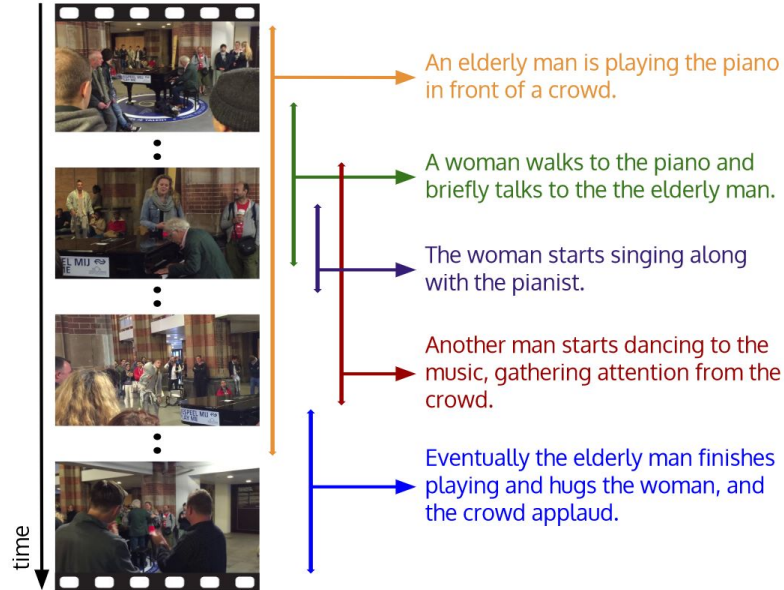 An elderly man is playing the piano
in front of a crowd.
A woman walks to the piano and
briefly talks to the the elderly man.
EL MIJ
ME
The woman starts singing along
with the pianist.
Another man starts dancing to the
music, gathering attention from the
crowd.
Eventually the elderly man finishes
playing and hugs the woman, and
the crowd applaud.
time